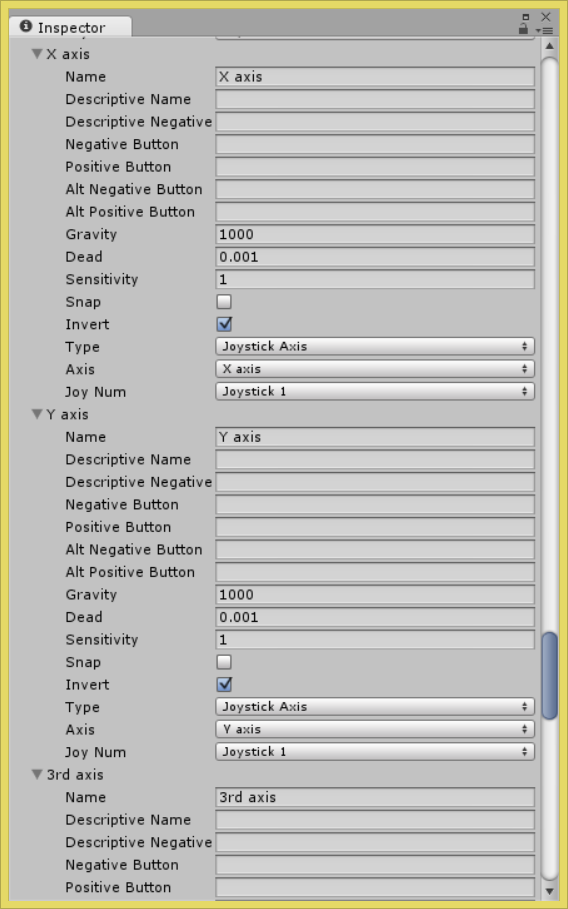 Inspector
X axis
Name X axis
Descriptive Name
Descriptive Negative
Negative Button
Positive Button
Alt Negative Button
Alt Positive Button
Gravity 1000
Dead 0.001
Sensitivity 1
Snap
Invert
Type Joystick Axis
Axis X axis
Joy Num Joystick 1
Y axis
Name Y axis
Descriptive Name
Descriptive Negative
Negative Button
Positive Button
Alt Negative Button
Alt Positive Button
Gravity 1000
Dead 0.001
Sensitivity 1
Snap
Invert
Type Joystick Axis
Axis Y axis
Joy Num Joystick 1
3rd axis
Name 3rd axis
Descriptive Name
Descriptive Negative
Negative Button
Positive Button